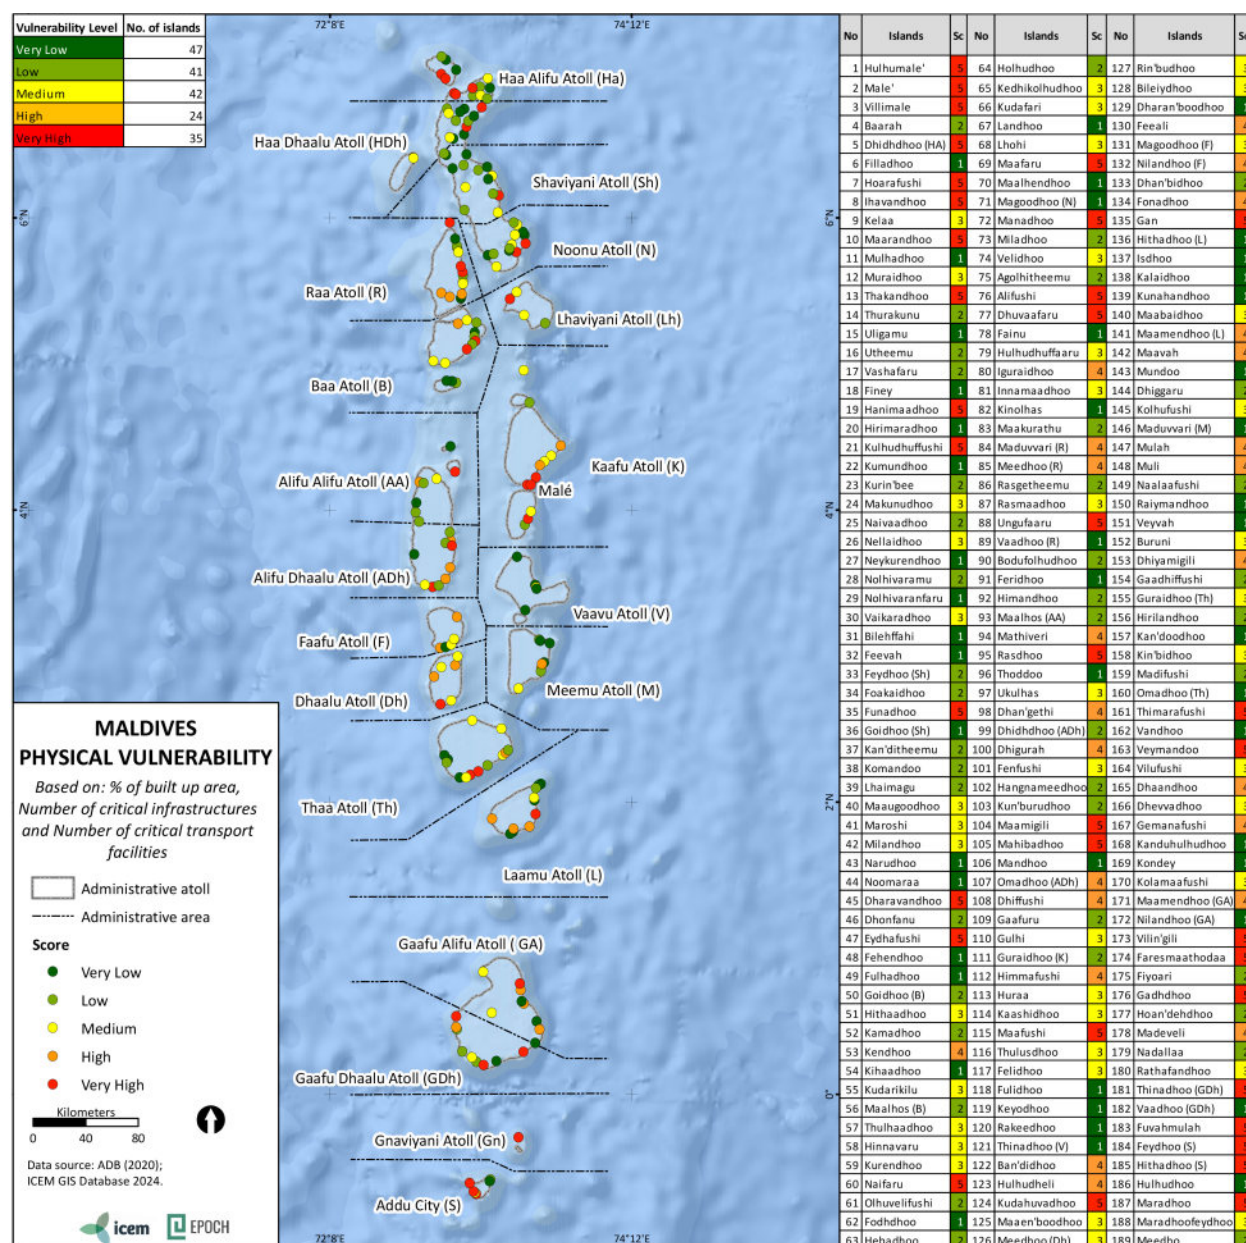 Vulnerability Level No. of islands
Very Low 47
Low 41
Medium 42
High 24
Very High 35
72°8'E 74°12'E
6°N 6°N
4°N 4°N
2°N
0°
72°8'E 74°12'E
Haa Alifu Atoll (Ha)
Haa Dhaalu Atoll (HDh)
Shaviyani Atoll (Sh)
Noonu Atoll (N)
Raa Atoll (R)
Lhaviyani Atoll (Lh)
Baa Atoll (B)
Kaafu Atoll (K)
Alifu Alifu Atoll (AA)
Malé
Alifu Dhaalu Atoll (ADh)
Vaavu Atoll (V)
Faafu Atoll (F)
Meemu Atoll (M)
Dhaalu Atoll (Dh)
Thaa Atoll (Th)
Laamu Atoll (L)
Gaafu Alifu Atoll ( GA)
Gaafu Dhaalu Atoll (GDh)
Gnaviyani Atoll (Gn)
Addu City (S)
MALDIVES
PHYSICAL VULNERABILITY
Based on: % of built up area,
Number of critical infrastructures
and Number of critical transport
facilities
Administrative atoll
Administrative area
Score
Very Low
Low
Medium
High
Very High
Kilometers
0 40 80
Data source: ADB (2020);
ICEM GIS Database 2024.
icem EPOCH
No Islands Sc No Islands Sc No Islands
1 Hulhumale' 5 64 Holhudhoo 2 127 Rin'budhoo
2 Male' 5 65 Kedhikolhudhoo 3 128 Bileiydhoo
3 Villimale 5 66 Kudafari 3 129 Dharan'boodhoo
4 Baarah 2 67 Landhoo 1 130 Feeali
5 Dhidhdhoo (HA) 5 68 Lhohi 3 131 Magoodhoo (F)
6 Filladhoo 1 69 Maafaru 5 132 Nilandhoo (F)
7 Hoarafushi 5 70 Maalhendhoo 1 133 Dhan'bidhoo
8 Ihavandhoo 5 71 Magoodhoo (N) 1 134 Fonadhoo
9 Kelaa 3 72 Manadhoo 5 135 Gan
10 Maarandhoo 5 73 Miladhoo 2 136 Hithadhoo (L)
11 Mulhadhoo 1 74 Velidhoo 3 137 Isdhoo
12 Muraidhoo 3 75 Agolhitheemu 2 138 Kalaidhoo
13 Thakandhoo 5 76 Alifushi 5 139 Kunahandhoo
14 Thurakunu 2 77 Dhuvaafaru 5 140 Maabaidhoo
15 Uligamu 1 78 Fainu 1 141 Maamendhoo (L)
16 Utheemu 2 79 Hulhudhuffaaru 3 142 Maavah
17 Vashafaru 2 80 Iguraidhoo 4 143 Mundoo
18 Finey 1 81 Innamaadhoo 3 144 Dhiggaru
19 Hanimaadhoo 5 82 Kinolhas 1 145 Kolhufushi
20 Hirimaradhoo 1 83 Maakurathu 2 146 Maduvvari (M)
21 Kulhudhuffushi 5 84 Maduvvari (R) 4 147 Mulah
22 Kumundhoo 1 85 Meedhoo (R) 4 148 Muli
23 Kurin'bee 2 86 Rasgetheemu 2 149 Naalaafushi
24 Makunudhoo 3 87 Rasmaadhoo 3 150 Raiymandhoo
25 Naivaadhoo 2 88 Ungufaaru 5 151 Veyvah
26 Nellaidhoo 3 89 Vaadhoo (R) 1 152 Buruni
27 Neykurendhoo 1 90 Bodufolhudhoo 2 153 Dhiyamigili
28 Nolhivaramu 2 91 Feridhoo 1 154 Gaadhiffushi
29 Nolhivaranfaru 1 92 Himandhoo 2 155 Guraidhoo (Th)
30 Vaikaradhoo 3 93 Maalhos (AA) 2 156 Hirilandhoo
31 Bilehffahi 1 94 Mathiveri 4 157 Kan'doodhoo
32 Feevah 1 95 Rasdhoo 5 158 Kin'bidhoo
33 Feydhoo (Sh) 2 96 Thoddoo 1 159 Madifushi
34 Foakaidhoo 2 97 Ukulhas 3 160 Omadhoo (Th)
35 Funadhoo 5 98 Dhan'gethi 4 161 Thimarafushi
36 Goidhoo (Sh) 1 99 Dhidhdhoo (ADh) 2 162 Vandhoo
37 Kan'ditheemu 2 100 Dhigurah 4 163 Veymandoo
38 Komandoo 2 101 Fenfushi 3 164 Vilufushi
39 Lhaimagu 2 102 Hangnameedhoo 2 165 Dhaandhoo
40 Maaugoodhoo 3 103 Kun'burudhoo 2 166 Dhevvadhoo
41 Maroshi 3 104 Maamigili 5 167 Gemanafushi
42 Milandhoo 3 105 Mahibadhoo 5 168 Kanduhulhudhoo
43 Narudhoo 1 106 Mandhoo 1 169 Kondey
44 Noomaraa 1 107 Omadhoo (ADh) 4 170 Kolamaafushi
45 Dharavandhoo 5 108 Dhiffushi 4 171 Maamendhoo (GA)
46 Dhonfanu 2 109 Gaafuru 2 172 Nilandhoo (GA)
47 Eydhafushi 5 110 Gulhi 3 173 Vilin'gili
48 Fehendhoo 1 111 Guraidhoo (K) 2 174 Faresmaathodaa
49 Fulhadhoo 1 112 Himmafushi 4 175 Fiyoari
50 Goidhoo (B) 2 113 Huraa 3 176 Gadhdhoo
51 Hithaadhoo 3 114 Kaashidhoo 3 177 Hoan'dehdhoo
52 Kamadhoo 2 115 Maafushi 5 178 Madeveli
53 Kendhoo 4 116 Thulusdhoo 3 179 Nadallaa
54 Kihaadhoo 1 117 Felidhoo 3 180 Rathafandhoo
55 Kudarikilu 3 118 Fulidhoo 1 181 Thinadhoo (GDh)
56 Maalhos (B) 2 119 Keyodhoo 1 182 Vaadhoo (GDh)
57 Thulhaadhoo 3 120 Rakeedhoo 1 183 Fuvahmulah
58 Hinnavaru 3 121 Thinadhoo (V) 1 184 Feydhoo (S)
59 Kurendhoo 3 122 Ban'didhoo 4 185 Hithadhoo (S)
60 Naifaru 5 123 Hulhudheli 4 186 Hulhudhoo
61 Olhuvelifushi 2 124 Kudahuvadhoo 5 187 Maradhoo
62 Fodhdhoo 1 125 Maaen'boodhoo 3 188 Maradhoofeydhoo
63 Hebadhoo 2 126 Meedhoo (Dh) 3 189 Meedho